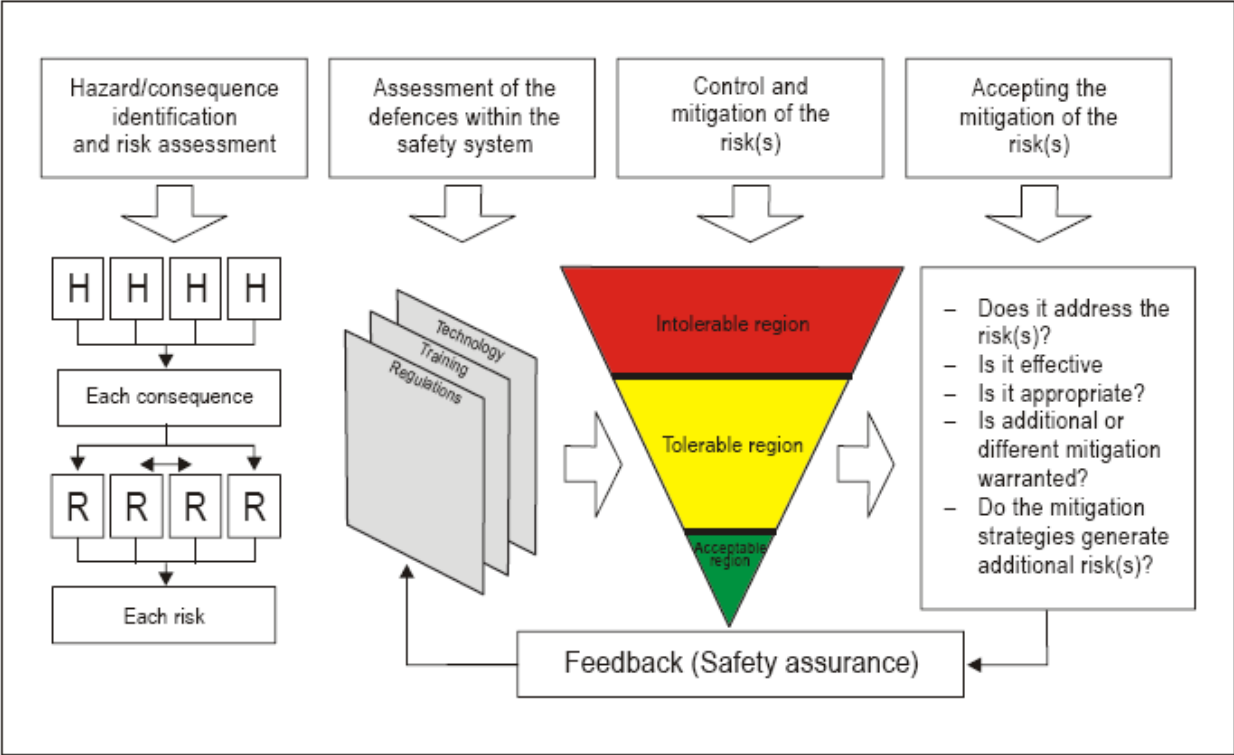 Hazard/consequence
identification
and risk assessment
Assessment of the
defences within the
safety system
Control and
mitigation of the
risk(s)
Accepting the
mitigation of the
risk(s)
H H H H
Each consequence
R R R R
Each risk
Technology
Training
Regulations
Intolerable region
Tolerable region
Acceptable
region
– Does it address the
risk(s)?
– Is it effective
– Is it appropriate?
– Is additional or
different mitigation
warranted?
– Do the mitigation
strategies generate
additional risk(s)?
Feedback (Safety assurance)